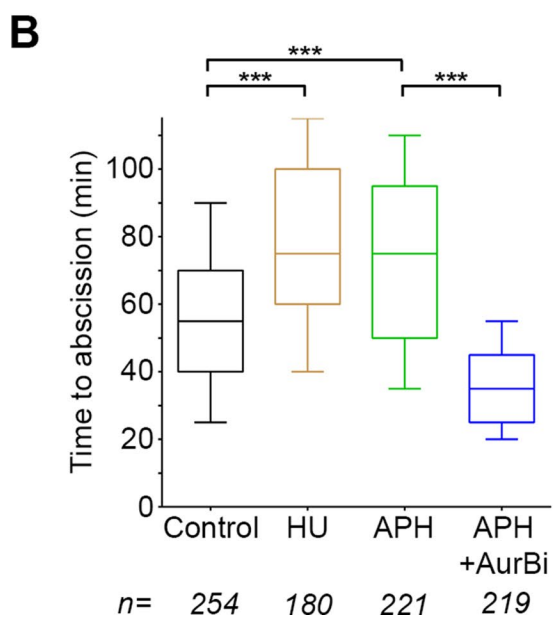 B
***
*** ***
Time to abscission (min)
100
80
60
40
20
0
Control HU APH APH
+AurBi
n= 254 180 221 219